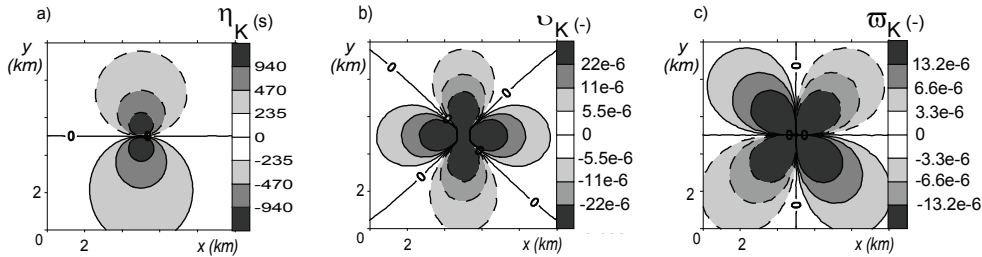 a)
η_K (s)
y
(km)
940
470
235
0
-235
-470
-940
0
2
0
2
x (km)
b)
K (-)
y
(km)
22e-6
11e-6
5.5e-6
0
-5.5e-6
-11e-6
-22e-6
0
0
0
0
2
0
2
x (km)
c)
ϖ_K (-)
y
(km)
13.2e-6
6.6e-6
3.3e-6
0
-3.3e-6
-6.6e-6
-13.2e-6
0
0
0
0
0
2
0
2
x (km)